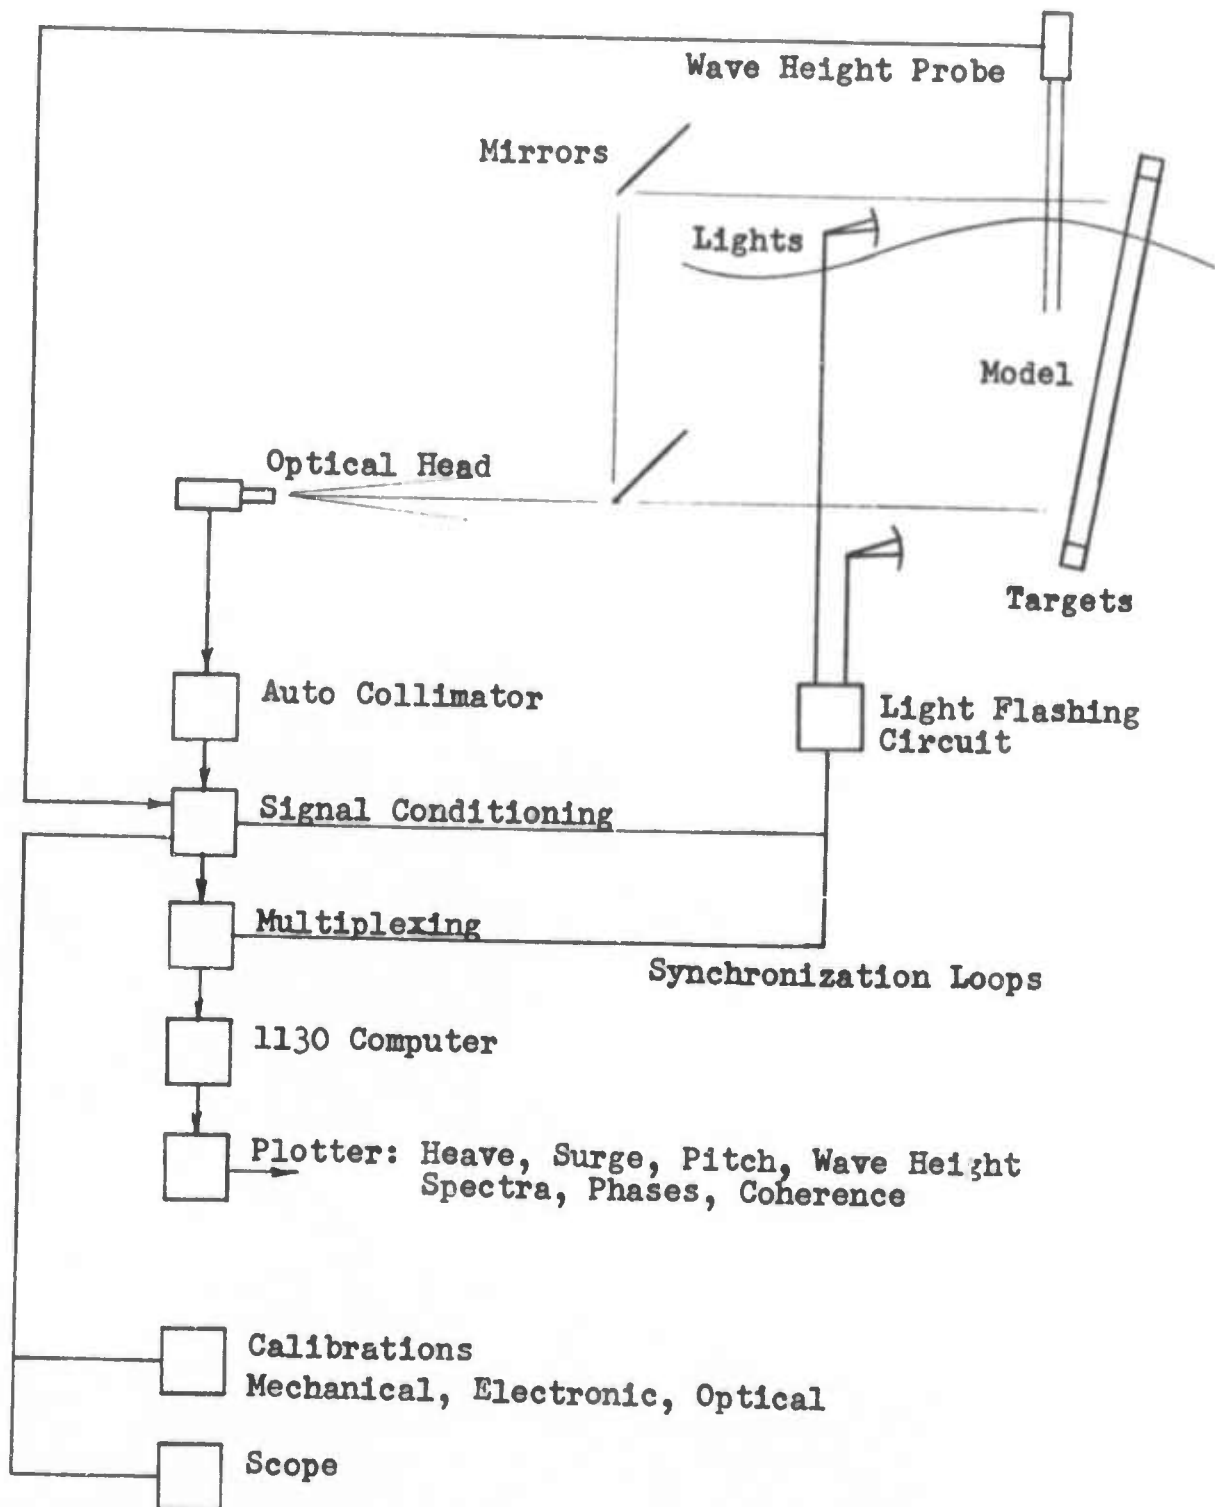 Wave Height Probe
Mirrors
Lights
Model
Optical Head
Targets
Auto Collimator
Light Flashing
Circuit
Signal Conditioning
Multiplexing
Synchronization Loops
1130 Computer
Plotter: Heave, Surge, Pitch, Wave Height
Spectra, Phases, Coherence
Calibrations
Mechanical, Electronic, Optical
Scope